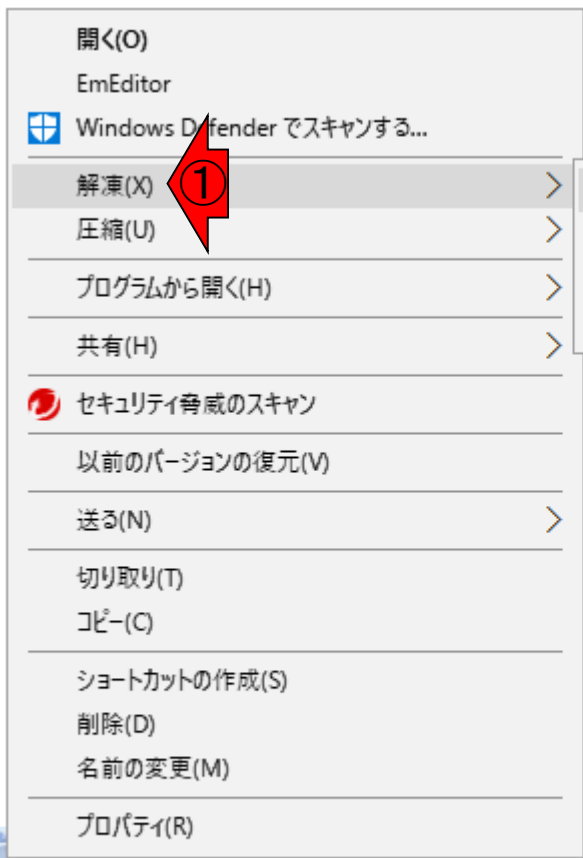 開く(O)
EmEditor
Windows Defender でスキャンする...
解凍(X) ①
圧縮(U)
プログラムから開く(H)
共有(H)
セキュリティ脅威のスキャン
以前のバージョンの復元(V)
送る(N)
切り取り(T)
コピー(C)
ショートカットの作成(S)
削除(D)
名前の変更(M)
プロパティ(R)